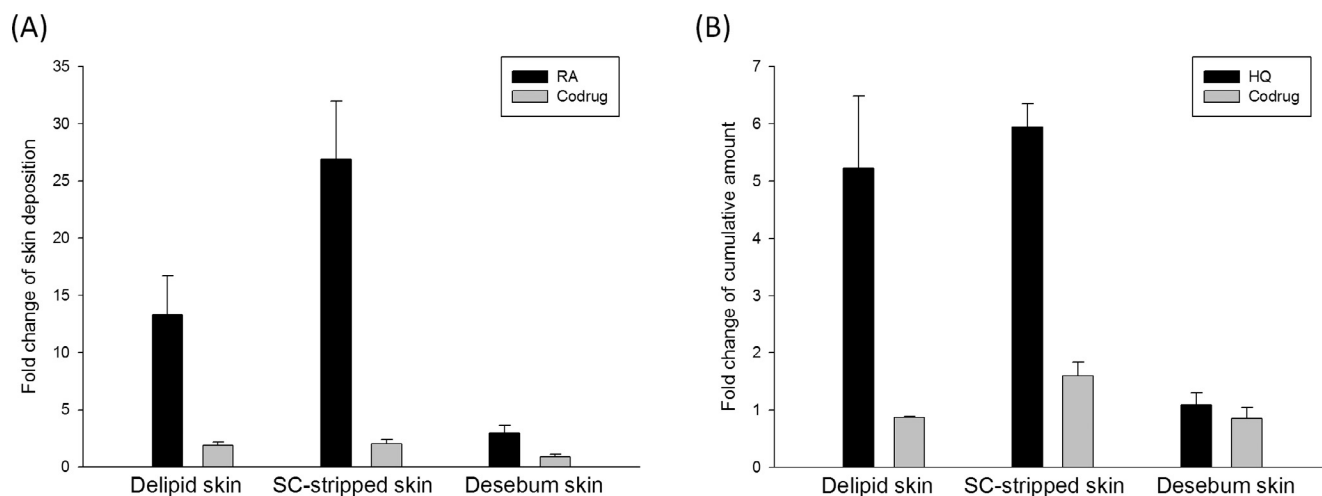 (A)
Fold change of skin deposition
35
30
25
20
15
10
5
0
RA
Codrug
Delipid skin SC-stripped skin Desebum skin
(B)
Fold change of cumulative amount
7
6
5
4
3
2
1
0
HQ
Codrug
Delipid skin SC-stripped skin Desebum skin